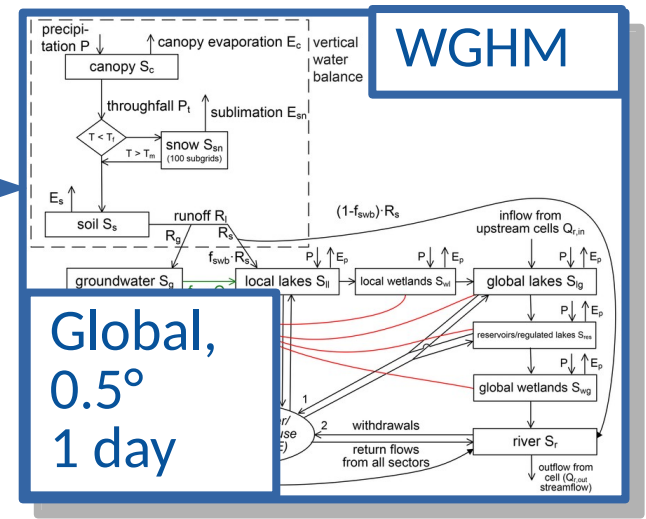 WGHM
precipi-
tation P
canopy evaporation Ec
vertical
water
balance
canopy Sc
throughfall Pt
sublimation Esn
T < Tf
snow Ssn
(100 subgrids)
T > Tm
Es
soil Ss
runoff Rl
Rg
Rs
(1-fswb)·Rs
inflow from
upstream cells Qr,in
fswb·Rs
P Ep
P Ep
P Ep
groundwater Sg
local lakes Sll
local wetlands Swl
global lakes Slg
P Ep
reservoirs/regulated lakes Sres
P Ep
global wetlands Swg
Global,
0.5°
1 day
1
2
withdrawals
return flows
from all sectors
river Sr
outflow from
cell (Qr,out
streamflow)